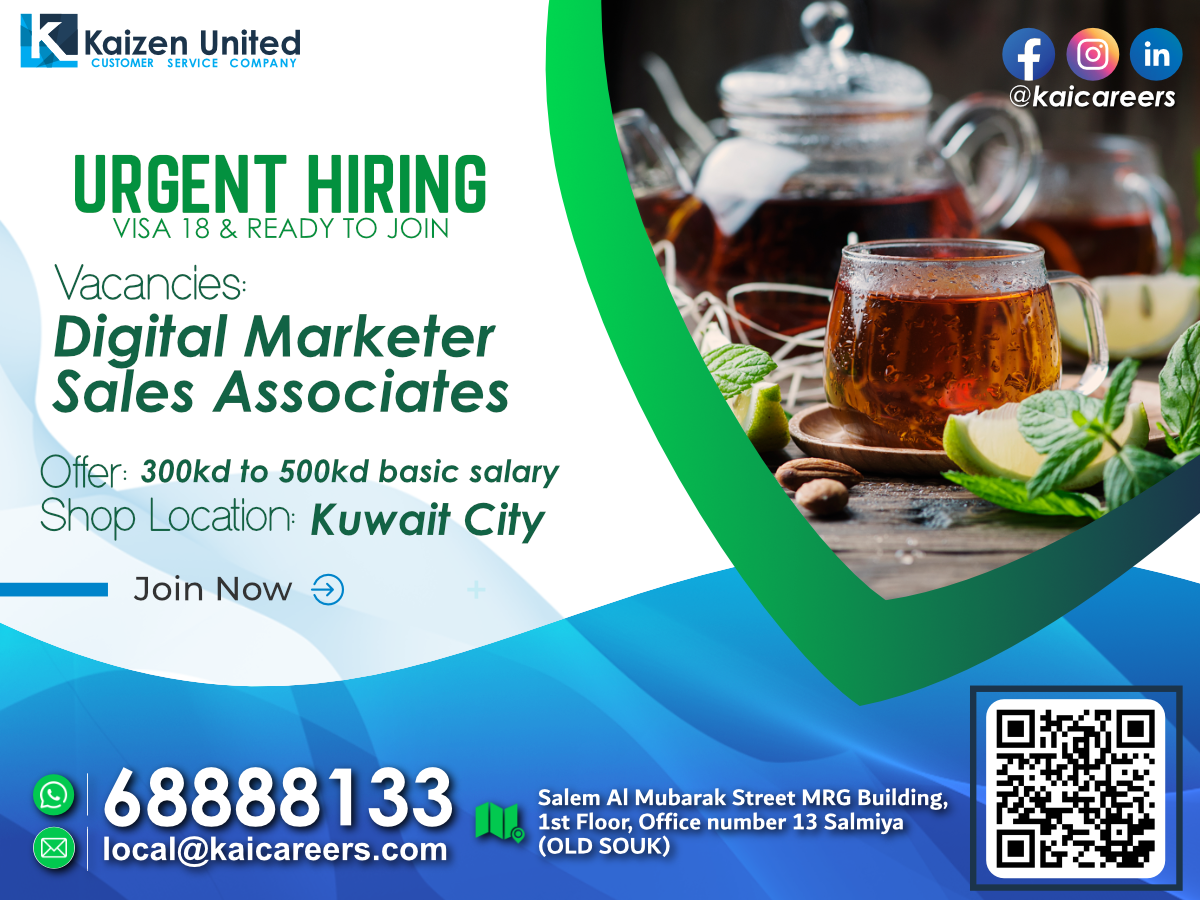 Kaizen United
CUSTOMER SERVICE COMPANY
@kaicareers
URGENT HIRING
VISA 18 & READY TO JOIN
Vacancies:
Digital Marketer
Sales Associates
Offer: 300kd to 500kd basic salary
Shop Location: Kuwait City
Join Now
68888133
local@kaicareers.com
Salem Al Mubarak Street MRG Building,
1st Floor, Office number 13 Salmiya
(OLD SOUK)